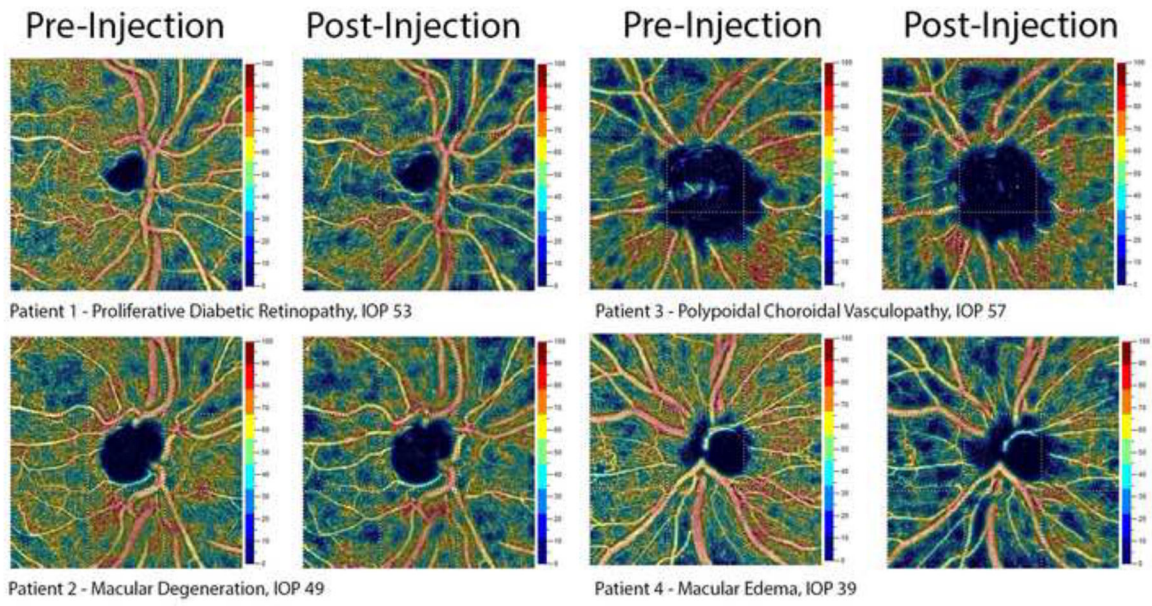 Pre-Injection Post-Injection Pre-Injection Post-Injection
Patient 1 - Proliferative Diabetic Retinopathy, IOP 53
Patient 3 - Polypoidal Choroidal Vasculopathy, IOP 57
Patient 2 - Macular Degeneration, IOP 49
Patient 4 - Macular Edema, IOP 39